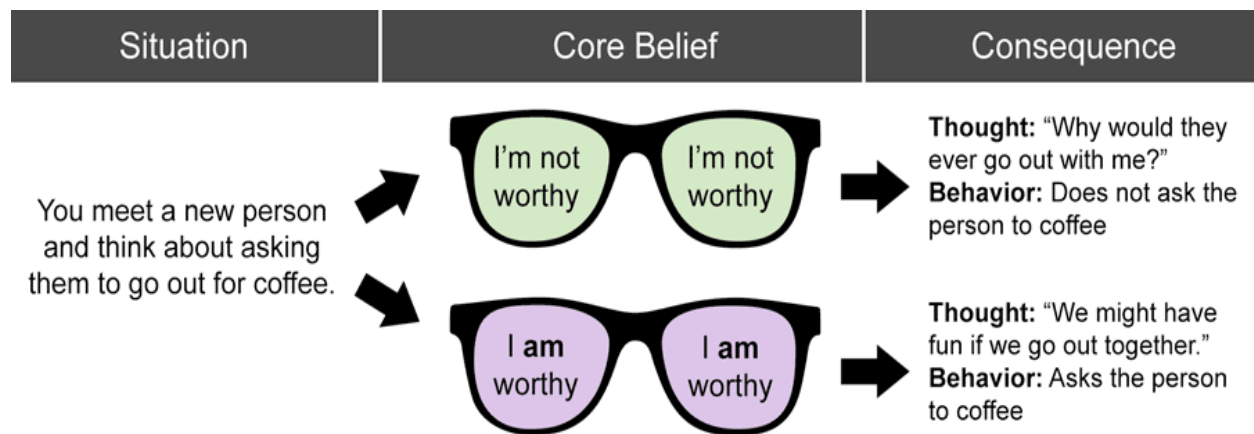 Situation
Core Belief
Consequence
You meet a new person
and think about asking
them to go out for coffee.
I'm not
worthy
I'm not
worthy
Thought: “Why would they
ever go out with me?”
Behavior: Does not ask the
person to coffee
I am
worthy
I am
worthy
Thought: “We might have
fun if we go out together.”
Behavior: Asks the person
to coffee